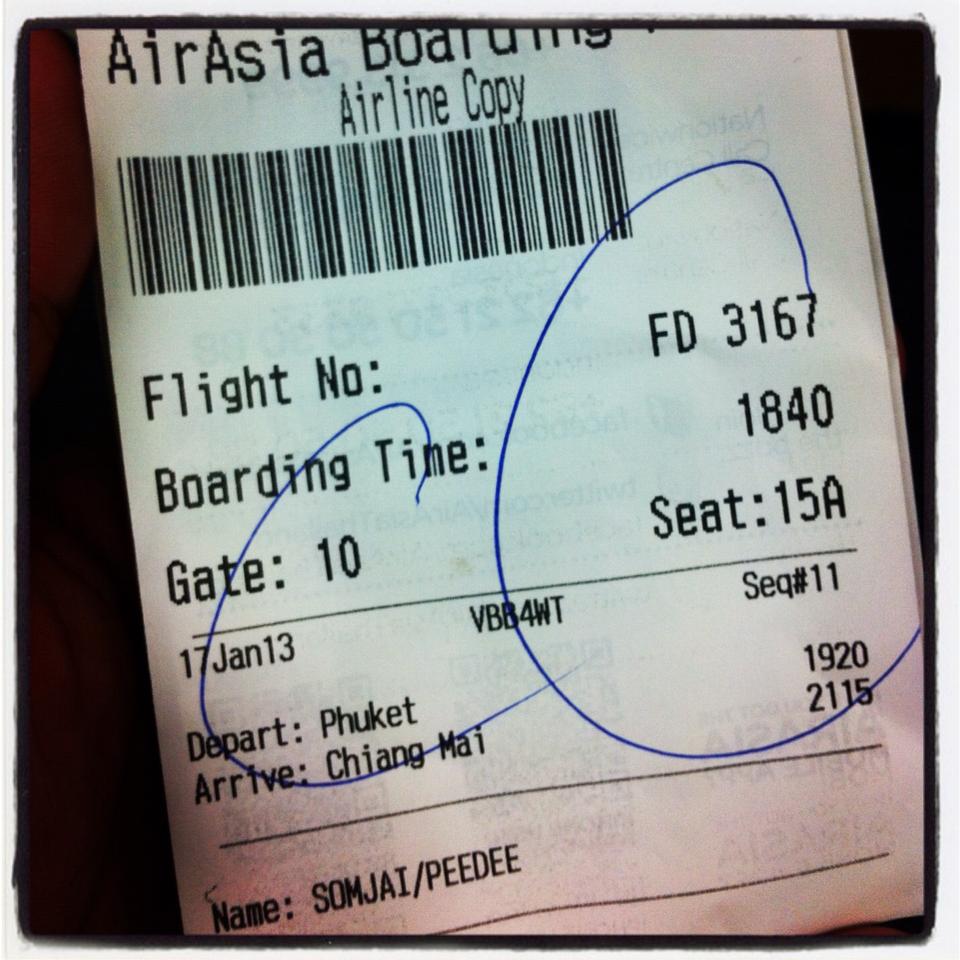 AirAsia Boarding
Airline Copy
Flight No: FD 3167
Boarding Time: 1840
Gate: 10 Seat:15A
17Jan13 VBB4WT Seq#11
Depart: Phuket 1920
Arrive: Chiang Mai 2115
Name: SOMJAI/PEEDEE